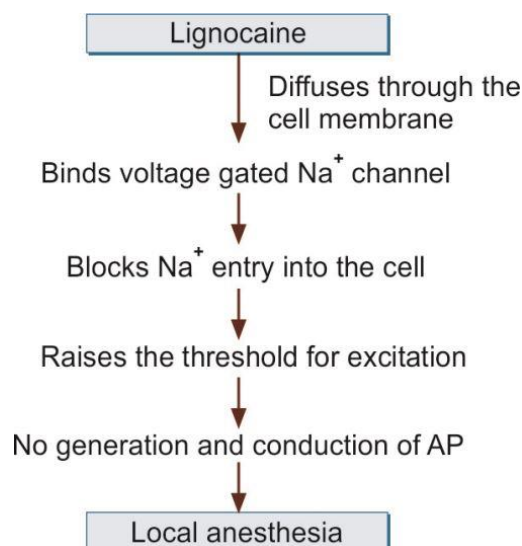 Lignocaine
Diffuses through the
cell membrane
Binds voltage gated Na⁺ channel
Blocks Na⁺ entry into the cell
Raises the threshold for excitation
No generation and conduction of AP
Local anesthesia